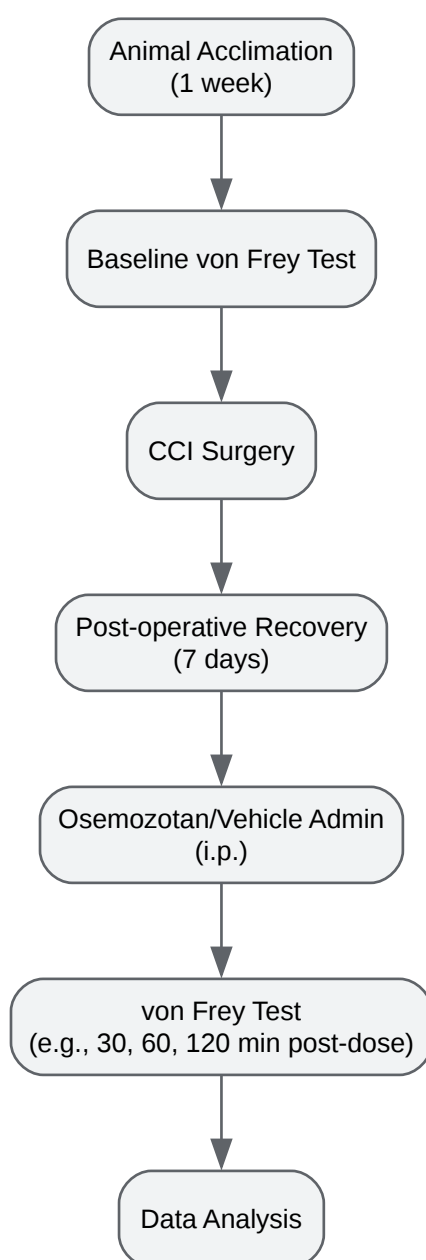 Animal Acclimation
(1 week)
Baseline von Frey Test
CCI Surgery
Post-operative Recovery
(7 days)
Osemozotan/Vehicle Admin
(i.p.)
von Frey Test
(e.g., 30, 60, 120 min post-dose)
Data Analysis